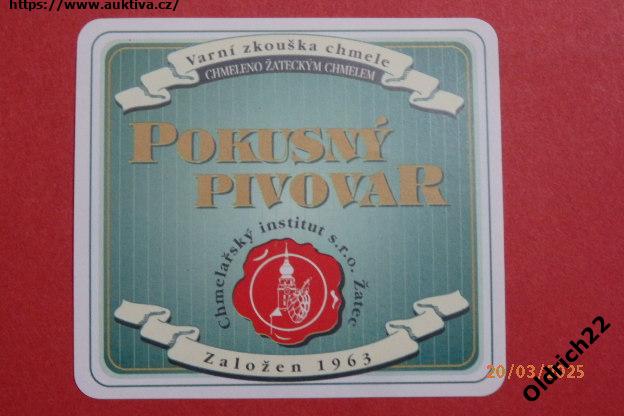 https://www.auktiva.cz/
Varní zkouška chmele
CHMELENO ŽATECKÝM CHMELEM
POKUSNÝ
PIVOVAR
Chmelařský institut s.r.o. Žatec
Založen 1963
20/03/2025
Oldrich22